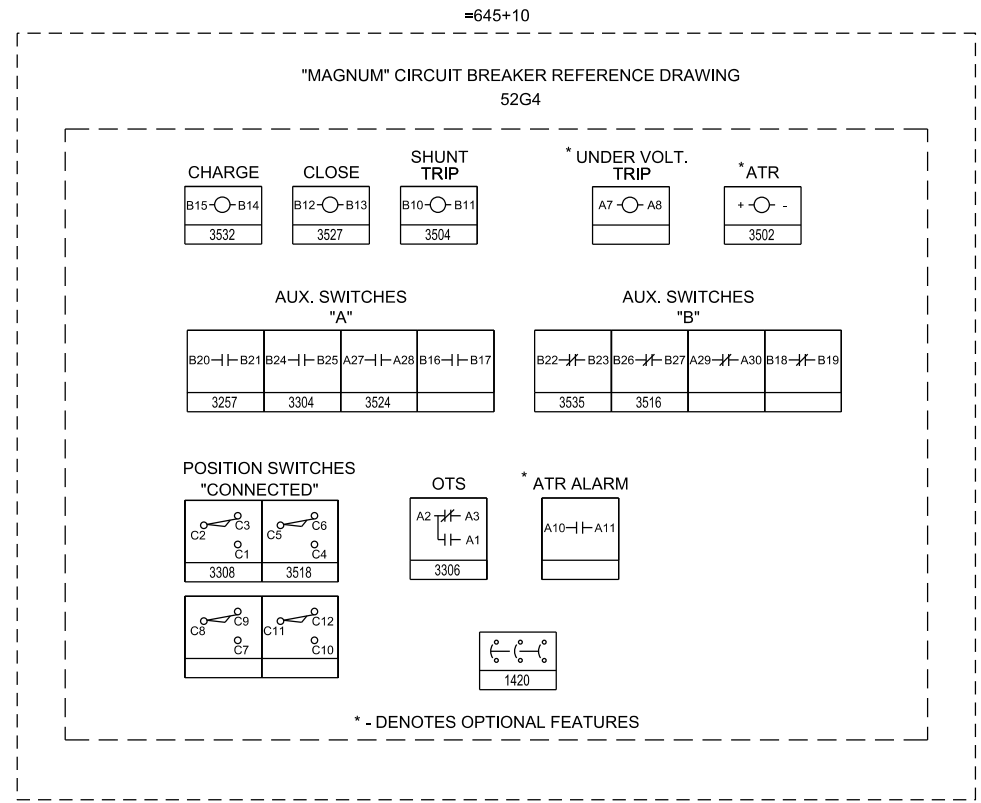 =645+10
"MAGNUM" CIRCUIT BREAKER REFERENCE DRAWING
52G4
CHARGE
B15 B14
3532
CLOSE
B12 B13
3527
SHUNT
TRIP
B10 B11
3504
* UNDER VOLT.
TRIP
A7 A8
* ATR
+ -
3502
AUX. SWITCHES
"A"
B20 B21 B24 B25 A27 A28 B16 B17
3257 3304 3524
AUX. SWITCHES
"B"
B22 B23 B26 B27 A29 A30 B18 B19
3535 3516
POSITION SWITCHES
"CONNECTED"
C2 C3 C5 C6
C1 C4
3308 3518
C8 C9 C11 C12
C7 C10
OTS
A2 A3
A1
3306
* ATR ALARM
A10 A11
1420
* - DENOTES OPTIONAL FEATURES